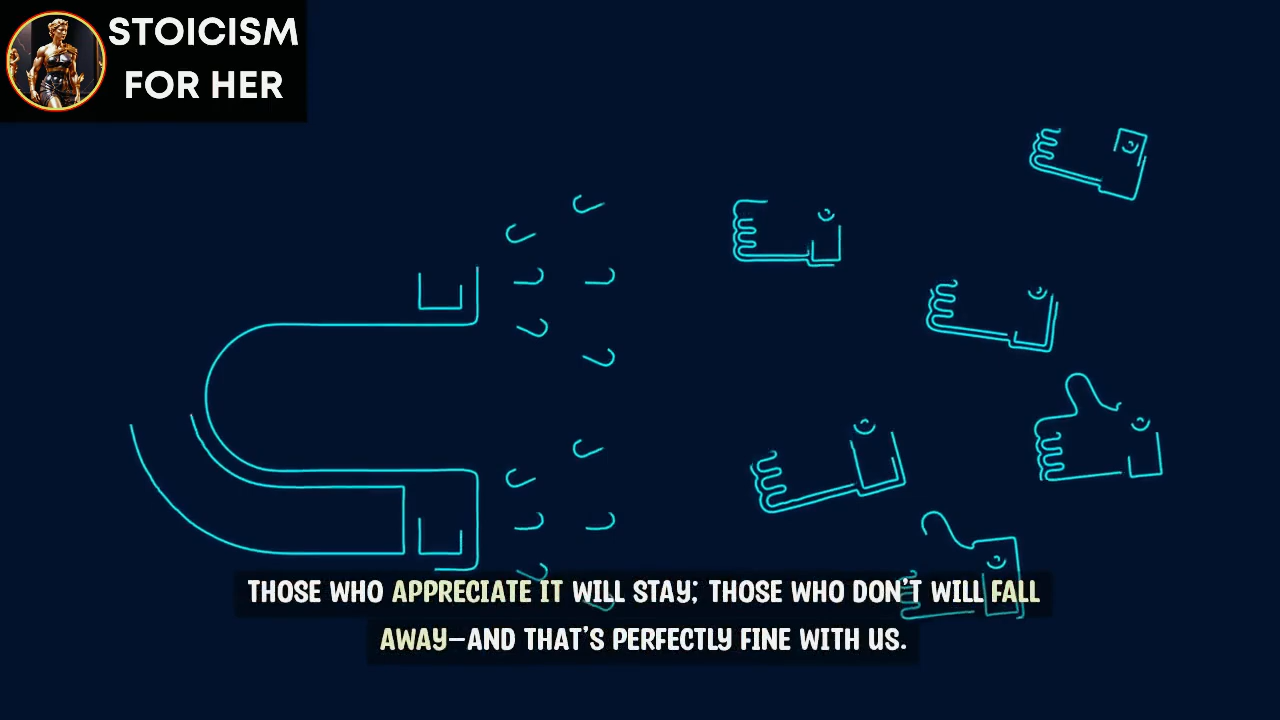 STOICISM
FOR HER
THOSE WHO APPRECIATE IT WILL STAY; THOSE WHO DON'T WILL FALL
AWAY—AND THAT'S PERFECTLY FINE WITH US.